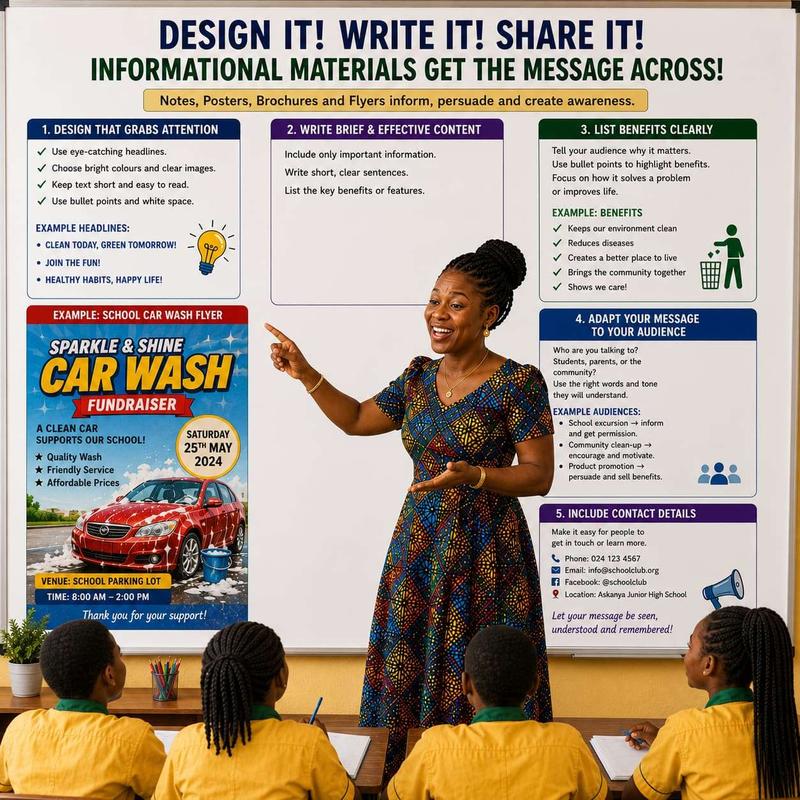 DESIGN IT! WRITE IT! SHARE IT!
INFORMATIONAL MATERIALS GET THE MESSAGE ACROSS!
Notes, Posters, Brochures and Flyers inform, persuade and create awareness.
1. DESIGN THAT GRABS ATTENTION
✓ Use eye-catching headlines.
✓ Choose bright colours and clear images.
✓ Keep text short and easy to read.
✓ Use bullet points and white space.
EXAMPLE HEADLINES:
• CLEAN TODAY, GREEN TOMORROW!
• JOIN THE FUN!
• HEALTHY HABITS, HAPPY LIFE!
EXAMPLE: SCHOOL CAR WASH FLYER
SPARKLE & SHINE
CAR WASH
FUNDRAISER
A CLEAN CAR
SUPPORTS OUR SCHOOL!
★ Quality Wash
★ Friendly Service
★ Affordable Prices
SATURDAY
25TH MAY
2024
VENUE: SCHOOL PARKING LOT
TIME: 8:00 AM – 2:00 PM
Thank you for your support!
2. WRITE BRIEF & EFFECTIVE CONTENT
Include only important information.
Write short, clear sentences.
List the key benefits or features.
3. LIST BENEFITS CLEARLY
Tell your audience why it matters.
Use bullet points to highlight benefits.
Focus on how it solves a problem
or improves life.
EXAMPLE: BENEFITS
✓ Keeps our environment clean
✓ Reduces diseases
✓ Creates a better place to live
✓ Brings the community together
✓ Shows we care!
4. ADAPT YOUR MESSAGE
TO YOUR AUDIENCE
Who are you talking to?
Students, parents, or the
community?
Use the right words and tone
they will understand.
EXAMPLE AUDIENCES:
• School excursion → inform
and get permission.
• Community clean-up →
encourage and motivate.
• Product promotion →
persuade and sell benefits.
5. INCLUDE CONTACT DETAILS
Make it easy for people to
get in touch or learn more.
Phone: 024 123 4567
Email: info@schoolclub.org
Facebook: @schoolclub
Location: Askanya Junior High School
Let your message be seen,
understood and remembered!